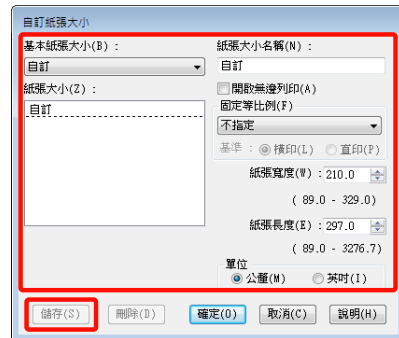 自訂紙張大小
基本紙張大小(B) :
自訂
紙張大小(Z) :
自訂
紙張大小名稱(N) :
自訂
開啟無邊列印(A)
固定等比例(F)
不指定
基準 : 橫印(L) 直印(P)
紙張寬度(W) : 210.0
( 89.0 - 329.0)
紙張長度(E) : 297.0
( 89.0 - 3276.7)
單位
公釐(M) 英吋(I)
儲存(S) 刪除(D) 確定(O) 取消(C) 說明(H)